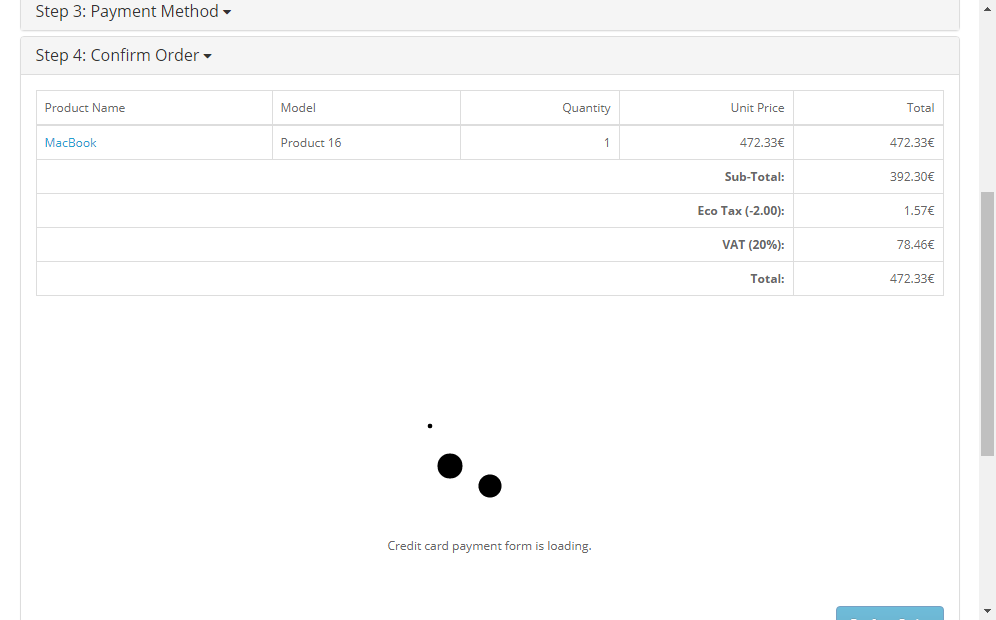 Step 3: Payment Method
Step 4: Confirm Order
Product Name Model Quantity Unit Price Total
MacBook Product 16 1 472.33€ 472.33€
Sub-Total: 392.30€
Eco Tax (-2.00): 1.57€
VAT (20%): 78.46€
Total: 472.33€
Credit card payment form is loading.